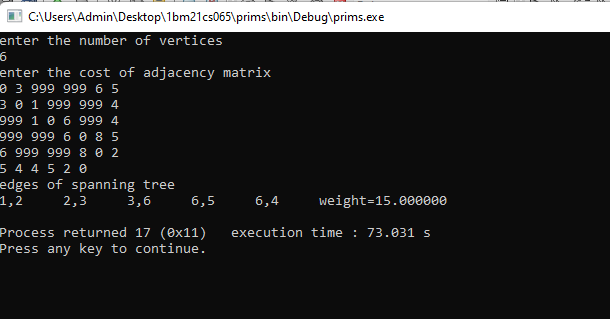 C:\Users\Admin\Desktop\1bm21cs065\prims\bin\Debug\prims.exe
enter the number of vertices
6
enter the cost of adjacency matrix
0 3 999 999 6 5
3 0 1 999 999 4
999 1 0 6 999 4
999 999 6 0 8 5
6 999 999 8 0 2
5 4 4 5 2 0
edges of spanning tree
1,2     2,3     3,6     6,5     6,4     weight=15.000000
Process returned 17 (0x11)   execution time : 73.031 s
Press any key to continue.